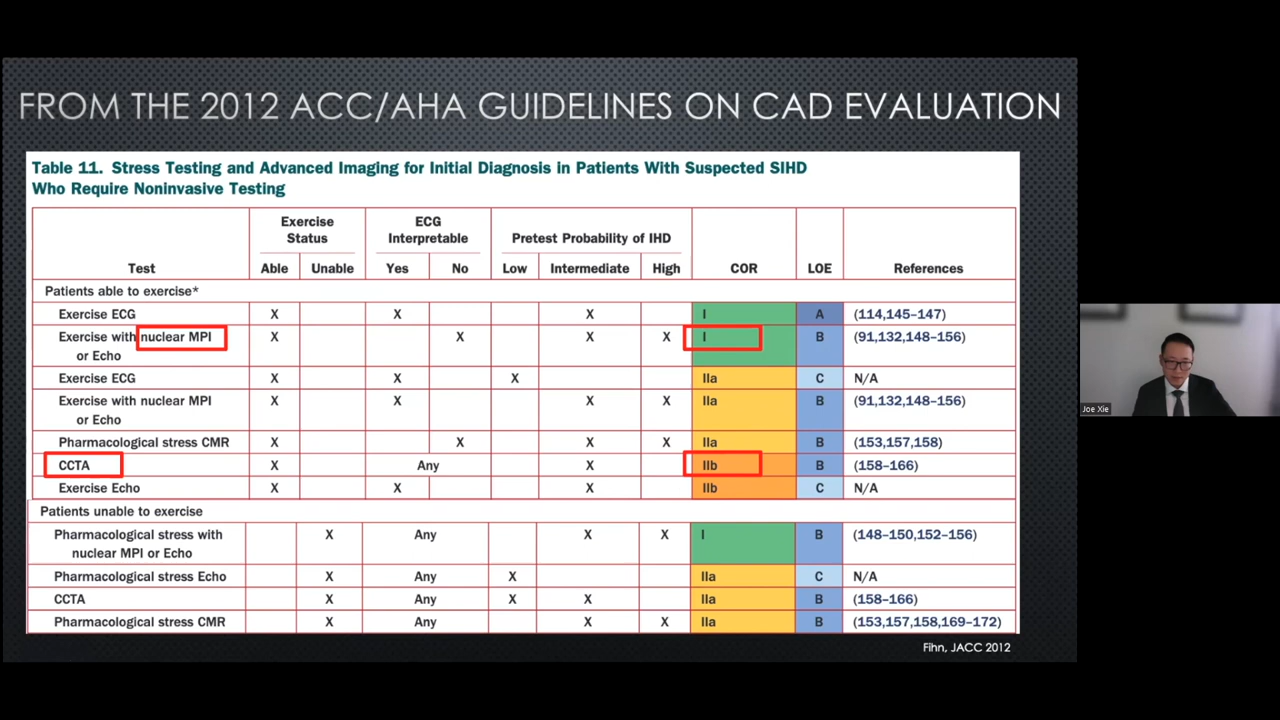 FROM THE 2012 ACC/AHA GUIDELINES ON CAD EVALUATION
Table 11. Stress Testing and Advanced Imaging for Initial Diagnosis in Patients With Suspected SIHD
Who Require Noninvasive Testing
Exercise Status ECG Interpretable Pretest Probability of IHD
Test Able Unable Yes No Low Intermediate High COR LOE References
Patients able to exercise*
Exercise ECG X X X I A (114,145–147)
Exercise with nuclear MPI X X X X I B (91,132,148–156)
or Echo
Exercise ECG X X X IIa C N/A
Exercise with nuclear MPI X X X X IIa B (91,132,148–156)
or Echo
Pharmacological stress CMR X X X X IIa B (153,157,158)
CCTA X Any X IIb B (158–166)
Exercise Echo X X X IIb C N/A
Patients unable to exercise
Pharmacological stress with X Any X X I B (148–150,152–156)
nuclear MPI or Echo
Pharmacological stress Echo X Any X IIa C N/A
CCTA X Any X X IIa B (158–166)
Pharmacological stress CMR X Any X X IIa B (153,157,158,169–172)
Fihn, JACC 2012
Joe Xie